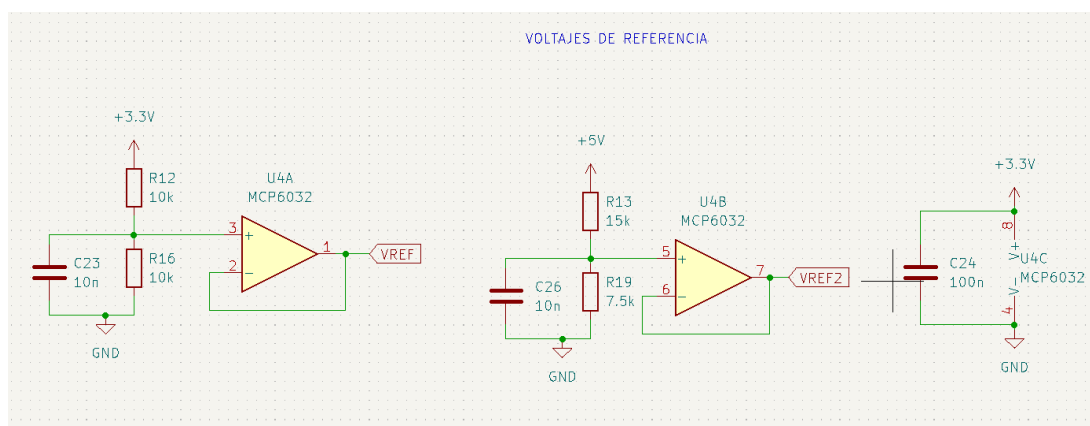 VOLTAJES DE REFERENCIA
+3.3V
R12
10k
U4A
MCP6032
3
+
2
-
1
VREF
C23
10n
R16
10k
GND
+5V
R13
15k
U4B
MCP6032
5
+
6
-
7
VREF2
C26
10n
R19
7.5k
GND
+3.3V
8
V+
C24
100n
U4C
MCP6032
V-
4
GND